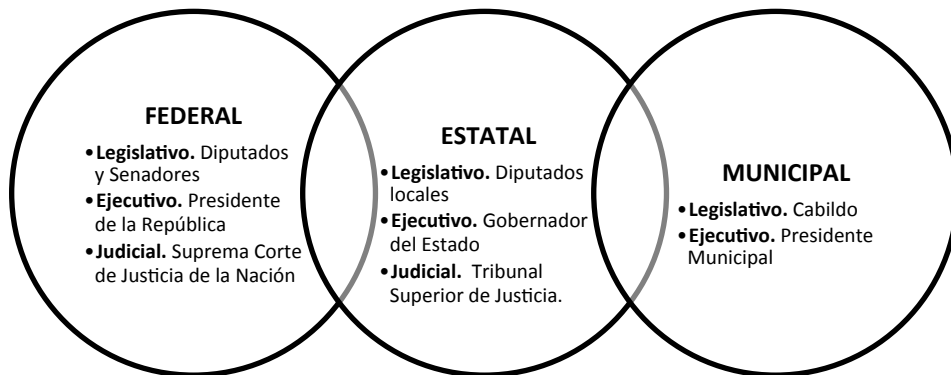 FEDERAL
•Legislativo. Diputados
y Senadores
•Ejecutivo. Presidente
de la República
•Judicial. Suprema Corte
de Justicia de la Nación
ESTATAL
•Legislativo. Diputados
locales
•Ejecutivo. Gobernador
del Estado
•Judicial. Tribunal
Superior de Justicia.
MUNICIPAL
•Legislativo. Cabildo
•Ejecutivo. Presidente
Municipal